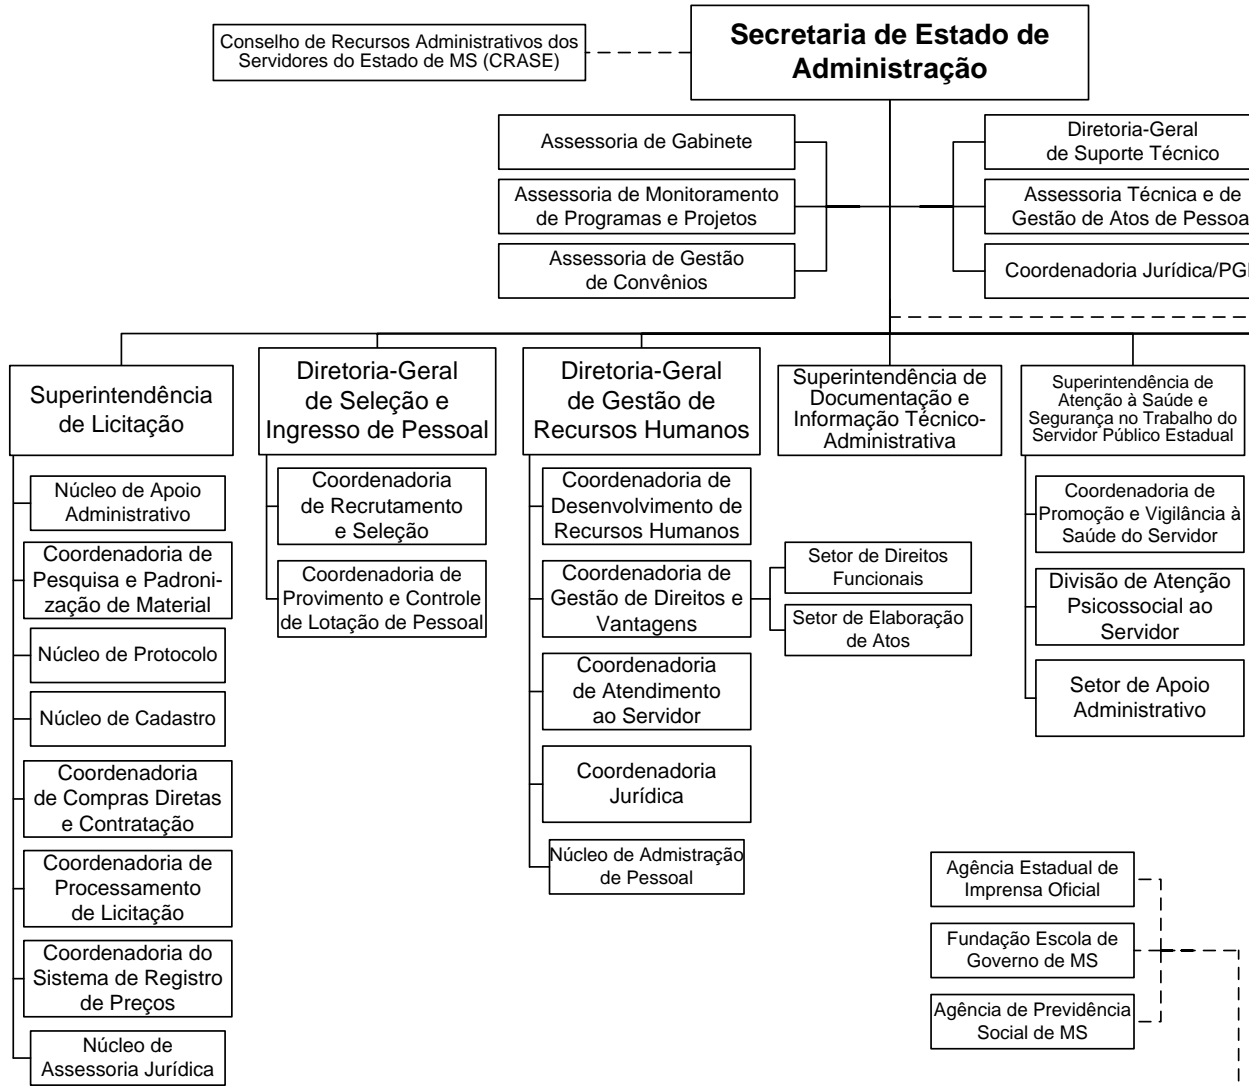 Conselho de Recursos Administrativos dos
Servidores do Estado de MS (CRASE)
Secretaria de Estado de
Administração
Assessoria de Gabinete
Assessoria de Monitoramento
de Programas e Projetos
Assessoria de Gestão
de Convênios
Diretoria-Geral
de Suporte Técnico
Assessoria Técnica e de
Gestão de Atos de Pessoa
Coordenadoria Jurídica/PG
Superintendência
de Licitação
Núcleo de Apoio
Administrativo
Coordenadoria de
Pesquisa e Padroni-
zação de Material
Núcleo de Protocolo
Núcleo de Cadastro
Coordenadoria
de Compras Diretas
e Contratação
Coordenadoria de
Processamento
de Licitação
Coordenadoria do
Sistema de Registro
de Preços
Núcleo de
Assessoria Jurídica
Diretoria-Geral
de Seleção e
Ingresso de Pessoal
Coordenadoria
de Recrutamento
e Seleção
Coordenadoria de
Provimento e Controle
de Lotação de Pessoal
Diretoria-Geral
de Gestão de
Recursos Humanos
Coordenadoria de
Desenvolvimento de
Recursos Humanos
Coordenadoria de
Gestão de Direitos e
Vantagens
Setor de Direitos
Funcionais
Setor de Elaboração
de Atos
Coordenadoria
de Atendimento
ao Servidor
Coordenadoria
Jurídica
Núcleo de Admistração
de Pessoal
Superintendência de
Documentação e
Informação Técnico-
Administrativa
Superintendência de
Atenção à Saúde e
Segurança no Trabalho do
Servidor Público Estadual
Coordenadoria de
Promoção e Vigilância à
Saúde do Servidor
Divisão de Atenção
Psicossocial ao
Servidor
Setor de Apoio
Administrativo
Agência Estadual de
Imprensa Oficial
Fundação Escola de
Governo de MS
Agência de Previdência
Social de MS